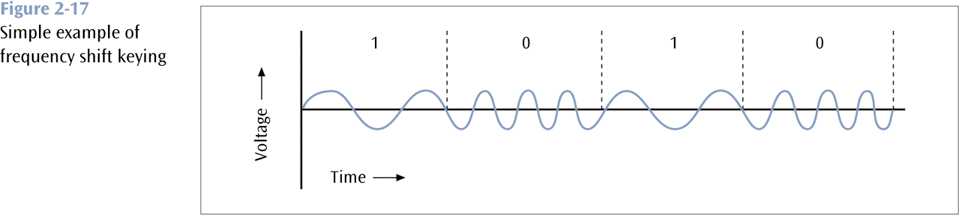 Figure 2-17
Simple example of
frequency shift keying
1 0 1 0
Voltage
Time